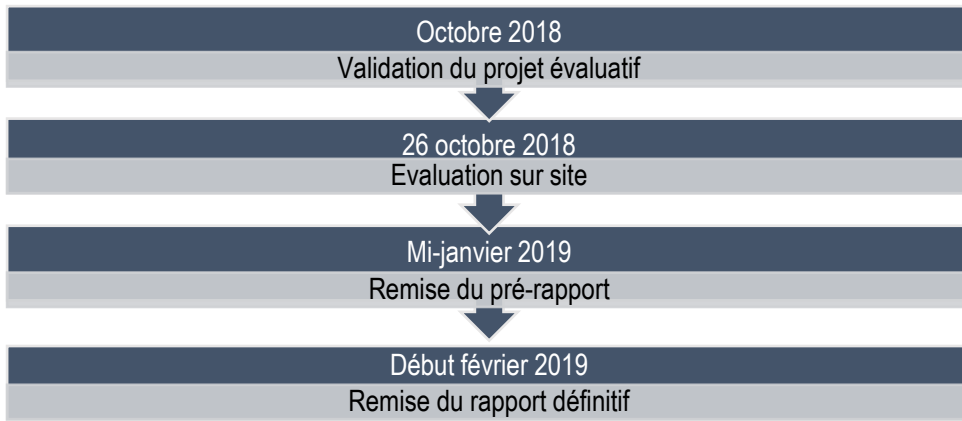 Octobre 2018
Validation du projet évaluatif
26 octobre 2018
Evaluation sur site
Mi-janvier 2019
Remise du pré-rapport
Début février 2019
Remise du rapport définitif